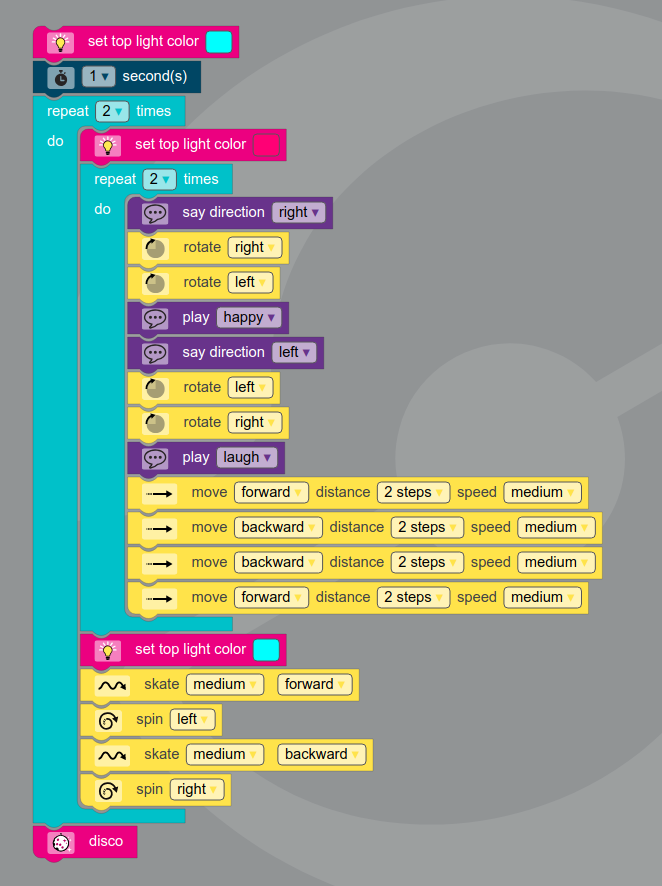 set top light color
1 second(s)
repeat 2 times
do
set top light color
repeat 2 times
do
say direction right
rotate right
rotate left
play happy
say direction left
rotate left
rotate right
play laugh
move forward distance 2 steps speed medium
move backward distance 2 steps speed medium
move backward distance 2 steps speed medium
move forward distance 2 steps speed medium
set top light color
skate medium forward
spin left
skate medium backward
spin right
disco